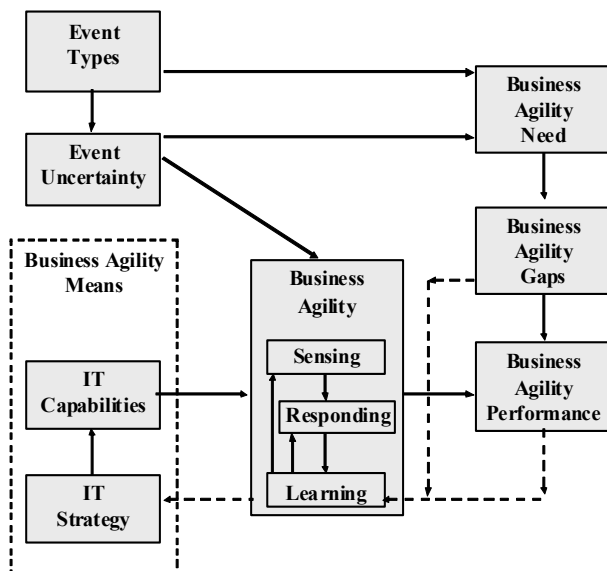 Event
Types
Business
Agility
Need
Event
Uncertainty
Business
Agility
Gaps
Business Agility
Means
Business
Agility
Sensing
Responding
Learning
Business
Agility
Performance
IT
Capabilities
IT
Strategy